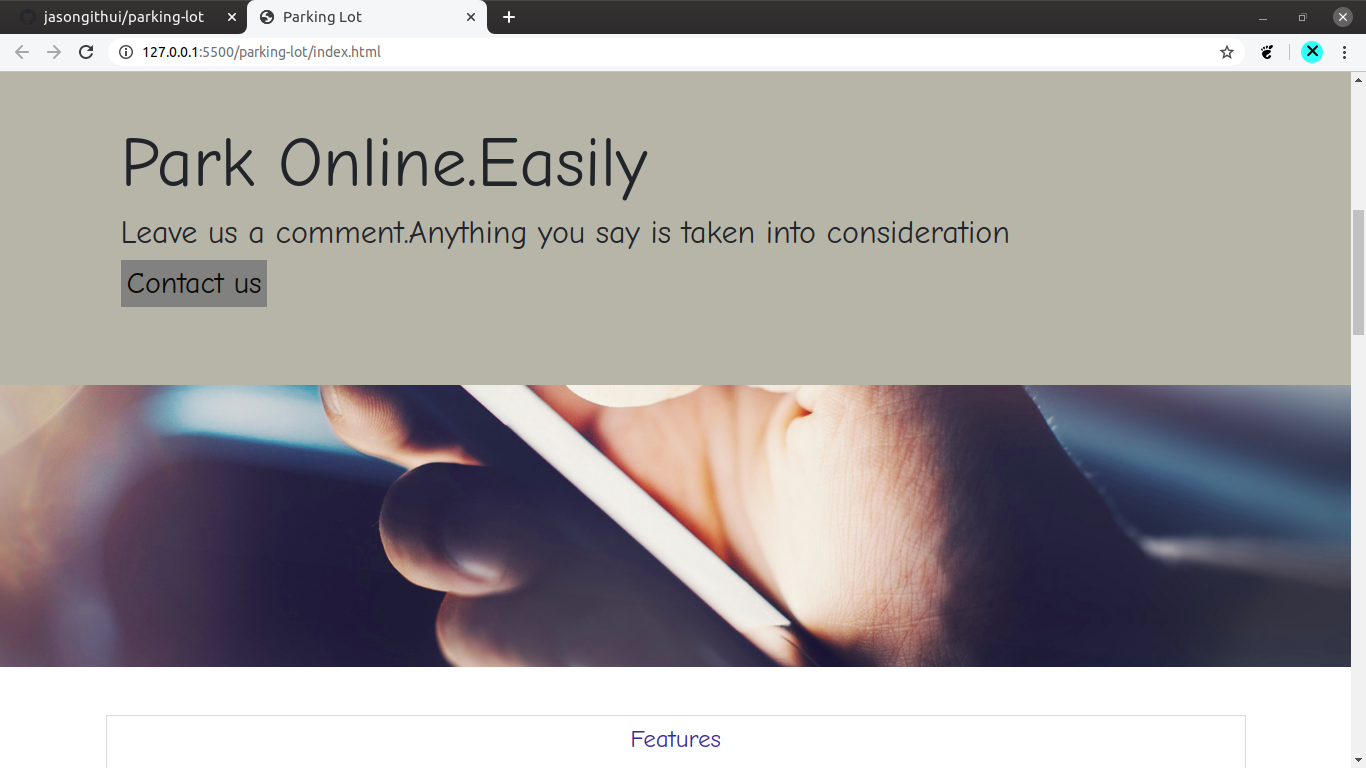 jasongithui/parking-lot
Parking Lot
127.0.0.1:5500/parking-lot/index.html
Park Online.Easily
Leave us a comment.Anything you say is taken into consideration
Contact us
Features